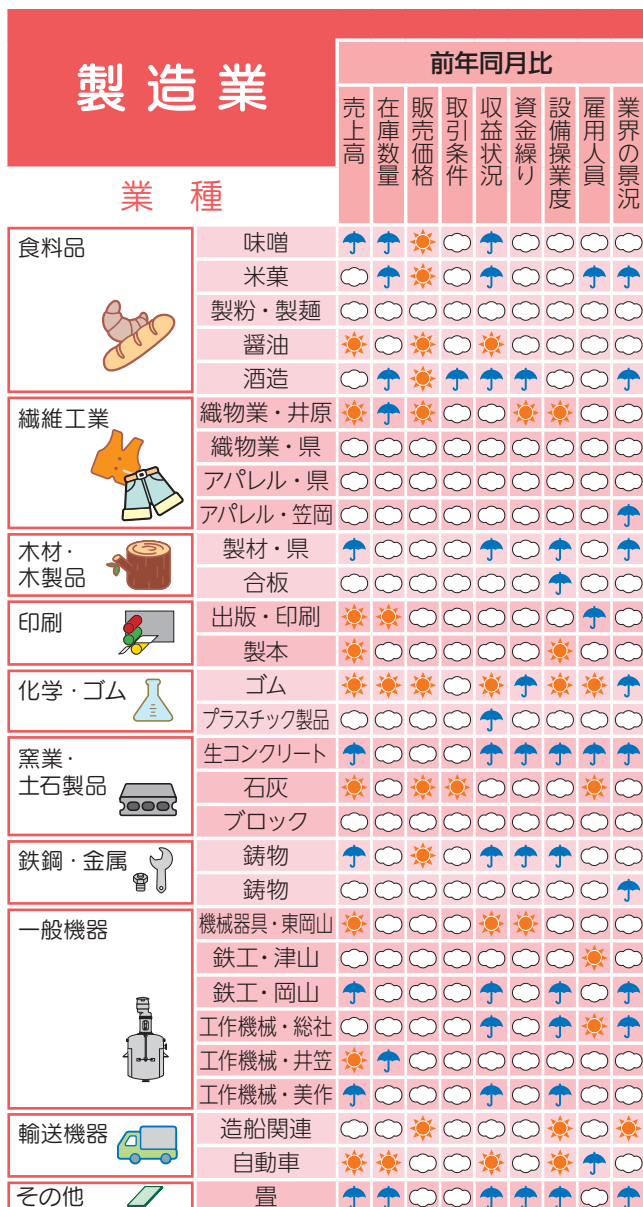 製造業
前年同月比
売上高
在庫数量
販売価格
取引条件
収益状況
資金繰り
設備操業度
雇用人員
業界の景況
業種
食料品
味噌
米菓
製粉・製麺
醤油
酒造
繊維工業
織物業・井原
織物業・県
アパレル・県
アパレル・笠岡
木材・
木製品
製材・県
合板
印刷
出版・印刷
製本
化学・ゴム
ゴム
プラスチック製品
窯業・
土石製品
生コンクリート
石灰
ブロック
鉄鋼・金属
鋳物
鋳物
一般機器
機械器具・東岡山
鉄工・津山
鉄工・岡山
工作機械・総社
工作機械・井笠
工作機械・美作
輸送機器
造船関連
自動車
その他
畳